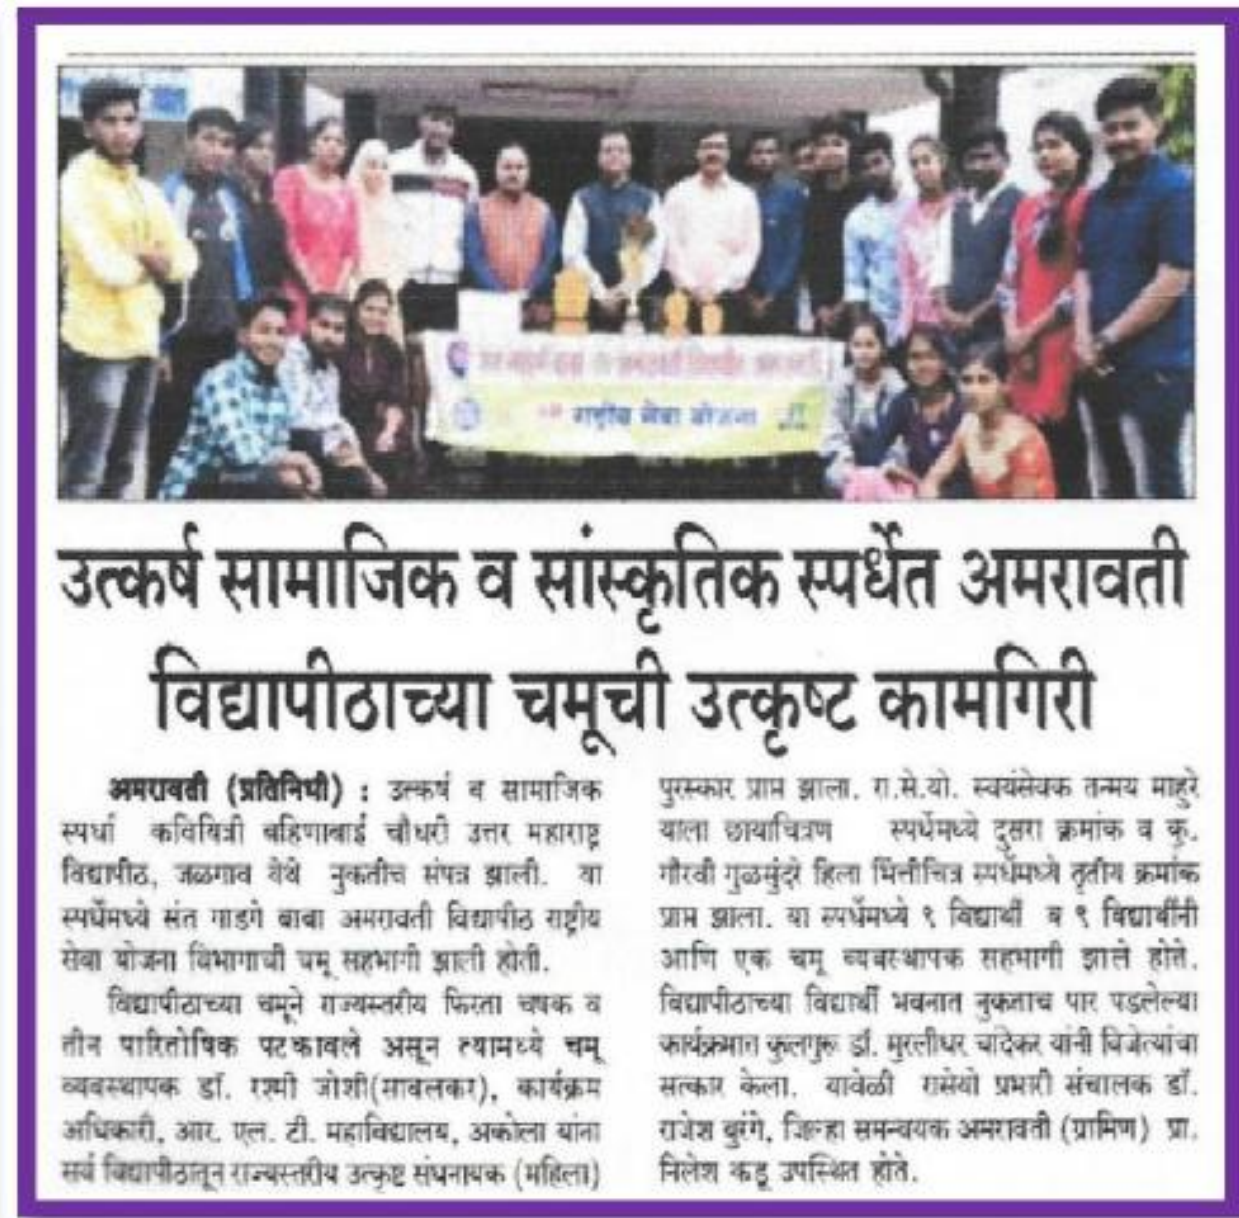 राष्ट्रीय सेवा योजना
उत्कर्ष सामाजिक व सांस्कृतिक स्पर्धेत अमरावती
विद्यापीठाच्या चमूची उत्कृष्ट कामगिरी
अमरावती (प्रतिनिधी) : उत्कर्ष व सामाजिक
स्पर्धा कवियित्री बहिणाबाई चौधरी उत्तर महाराष्ट्र
विद्यापीठ, जळगाव येथे नुकतीच संपन्न झाली. या
स्पर्धेमध्ये संत गाडगे बाबा अमरावती विद्यापीठ राष्ट्रीय
सेवा योजना विभागाची चमू सहभागी झाली होती.
विद्यापीठाच्या चमूने राज्यस्तरीय फिरता चषक व
तीन पारितोषिक पटकावले असून त्यामध्ये चमू
व्यवस्थापक डॉ. रश्मी जोशी(सावलकर), कार्यक्रम
अधिकारी, आर. एल. टी. महाविद्यालय, अकोला यांना
सर्व विद्यापीठातून राज्यस्तरीय उत्कृष्ट संघनायक (महिला)
पुरस्कार प्राप्त झाला. रा.से.यो. स्वयंसेवक तन्मय माहुरे
याला छायाचित्रण स्पर्धेमध्ये दुसरा क्रमांक व कु.
गौरवी गुळसुंदरे हिला भित्तीचित्र स्पर्धेमध्ये तृतीय क्रमांक
प्राप्त झाला. या स्पर्धेमध्ये ९ विद्यार्थी व ९ विद्यार्थीनी
आणि एक चमू व्यवस्थापक सहभागी झाले होते.
विद्यापीठाच्या विद्यार्थी भवनात नुकताच पार पडलेल्या
कार्यक्रमात कुलगुरू डॉ. मुरलीधर चांदेकर यांनी विजेत्यांचा
सत्कार केला. यावेळी रासेयो प्रभारी संचालक डॉ.
राजेश बुरंगे, जिल्हा समन्वयक अमरावती (ग्रामिण) प्रा.
निलेश कडू उपस्थित होते.